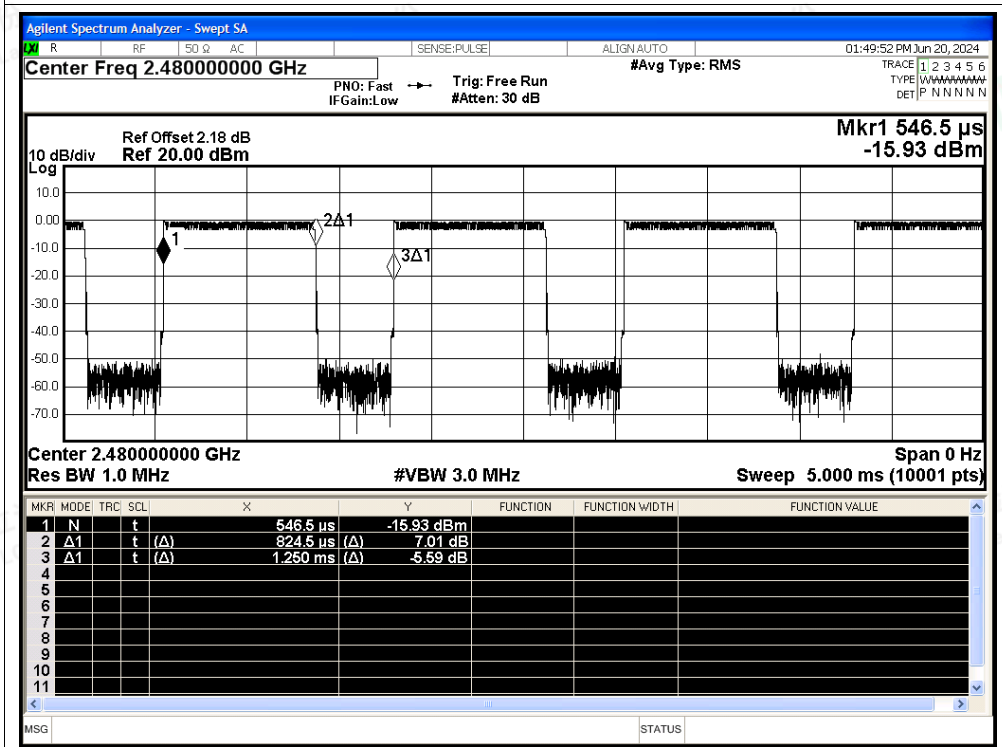 Agilent Spectrum Analyzer - Swept SA
LXI R RF 50 Ω AC SENSE:PULSE ALIGN AUTO 01:49:52 PM Jun 20, 2024
Center Freq 2.480000000 GHz #Avg Type: RMS TRACE 1 2 3 4 5 6
PNO: Fast Trig: Free Run TYPE W
IFGain:Low #Atten: 30 dB DET P N N N N N
Mkr1 546.5 µs
Ref Offset 2.18 dB
10 dB/div Ref 20.00 dBm -15.93 dBm
Log
10.0
0.00 2Δ1
1
-10.0 3Δ1
-20.0
-30.0
-40.0
-50.0
-60.0
-70.0
Center 2.480000000 GHz Span 0 Hz
Res BW 1.0 MHz #VBW 3.0 MHz Sweep 5.000 ms (10001 pts)
MKR MODE TRC SCL X Y FUNCTION FUNCTION WIDTH FUNCTION VALUE
1 N t 546.5 µs -15.93 dBm
2 Δ1 t (Δ) 824.5 µs (Δ) 7.01 dB
3 Δ1 t (Δ) 1.250 ms (Δ) -5.59 dB
4
5
6
7
8
9
10
11
MSG STATUS